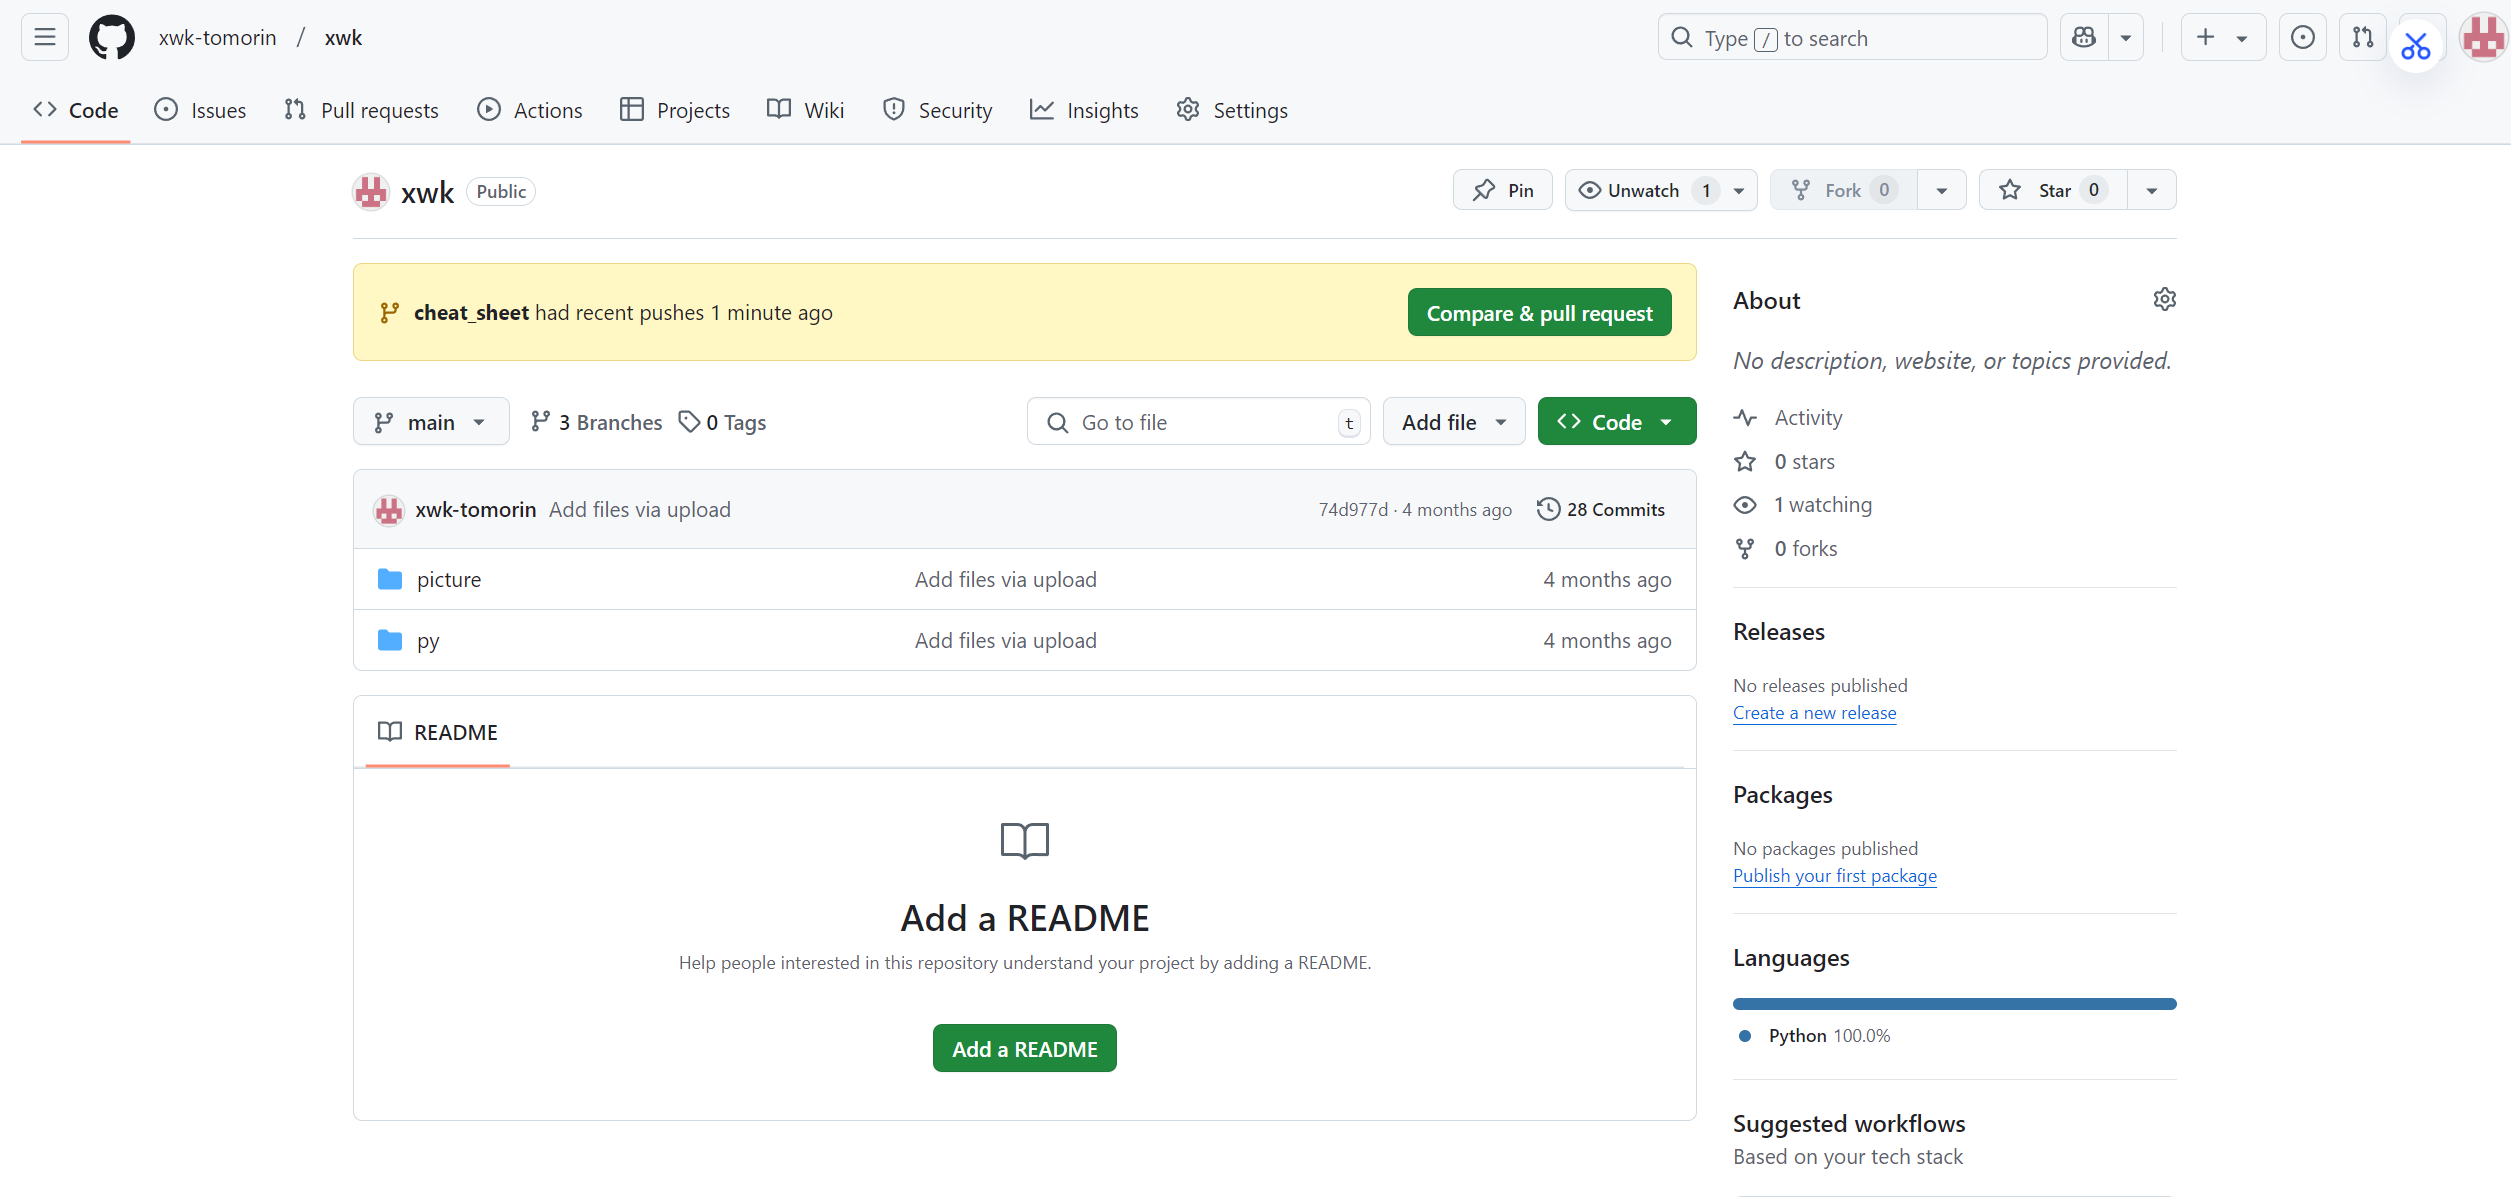 xwk-tomorin / xwk
Type / to search
Code Issues Pull requests Actions Projects Wiki Security Insights Settings
xwk Public
Pin Unwatch 1 Fork 0 Star 0
cheat_sheet had recent pushes 1 minute ago Compare & pull request
main 3 Branches 0 Tags Go to file t Add file Code
xwk-tomorin Add files via upload 74d977d · 4 months ago 28 Commits
picture Add files via upload 4 months ago
py Add files via upload 4 months ago
README
Add a README
Help people interested in this repository understand your project by adding a README.
Add a README
About
No description, website, or topics provided.
Activity
0 stars
1 watching
0 forks
Releases
No releases published
Create a new release
Packages
No packages published
Publish your first package
Languages
Python 100.0%
Suggested workflows
Based on your tech stack